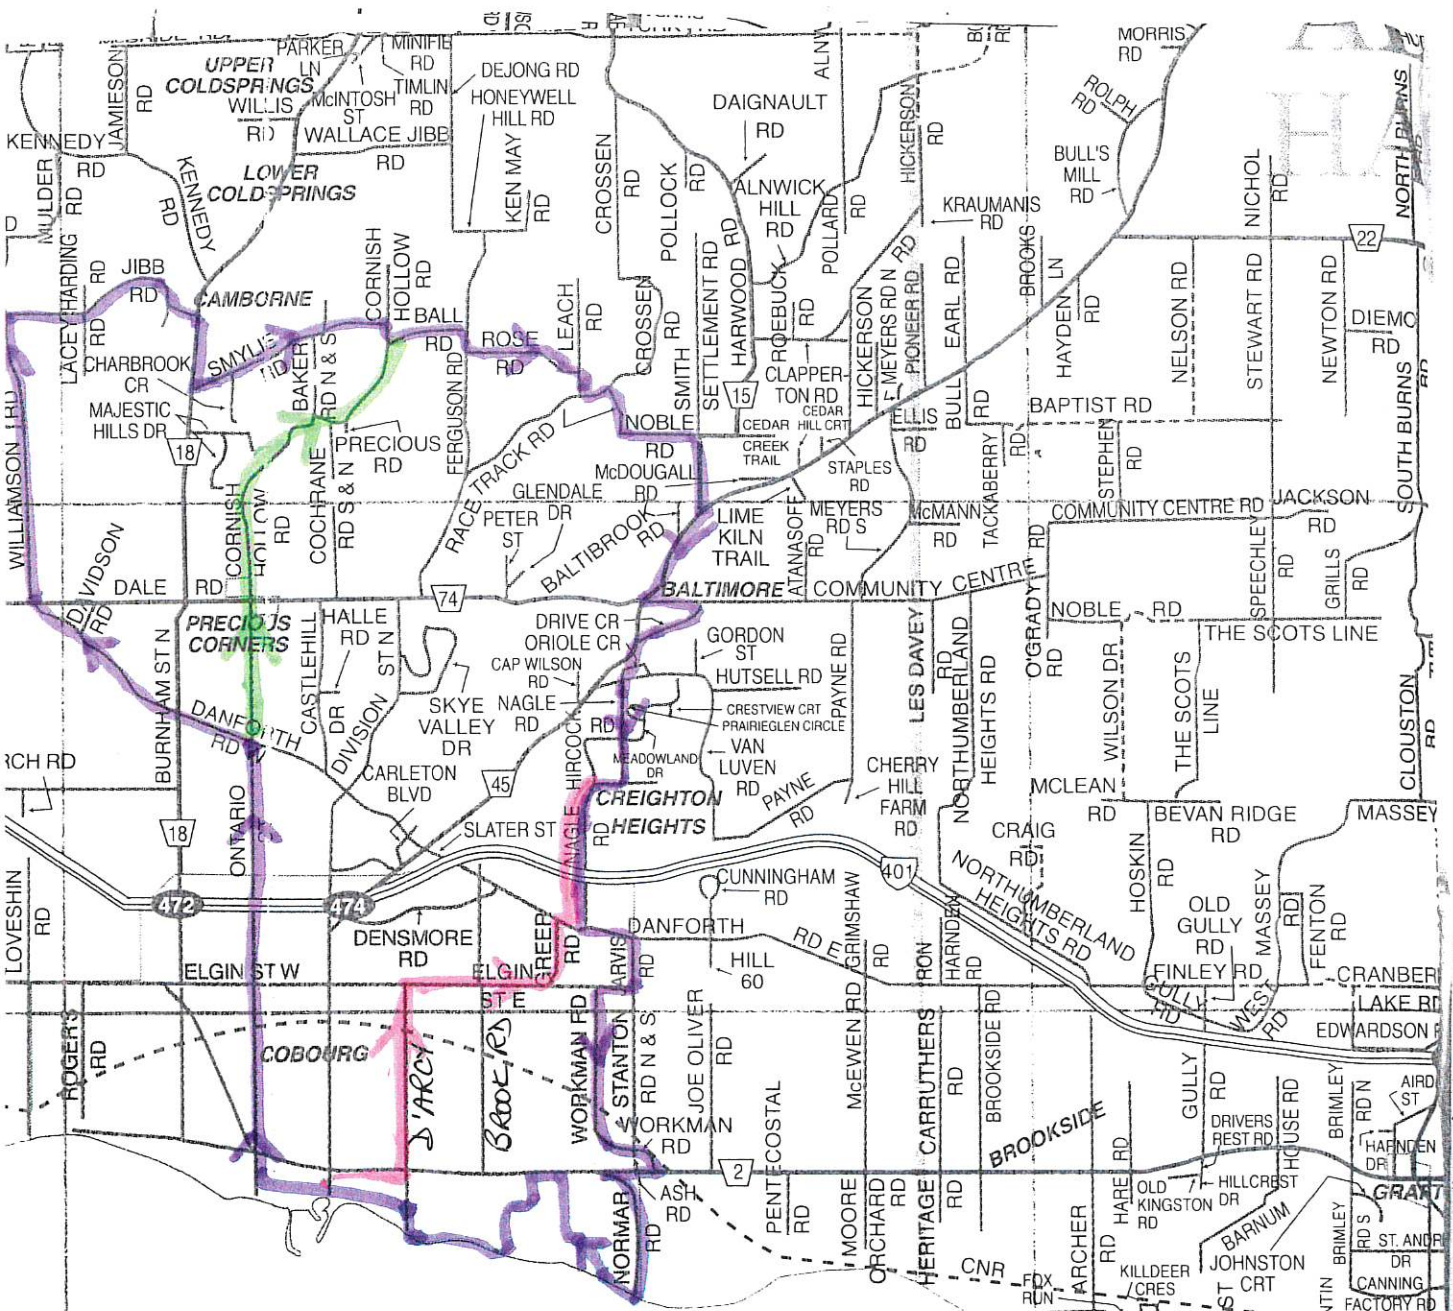 McBRIDE RD
PARKER
LN
MINIFIE
RD
UPPER
COLDSPRINGS
WILLIS
RD
McINTOSH
ST
TIMLIN
RD
DEJONG RD
HONEYWELL
HILL RD
MORRIS
RD
ROLPH
RD
JAMIESON
RD
KENNEDY
RD
WALLACE JIBB
RD
DAIGNAULT
RD
ALNW
HICKERSON
RD
BULL'S
MILL
RD
HA
NORTH BURNS
RD
MULDER
RD
KENNEDY
RD
LOWER
COLDSPRINGS
KEN MAY
RD
CROSSEN
RD
POLLOCK
RD
ALNWICK
HILL
RD
POLLARD
RD
KRAUMANIS
RD
NICHOL
RD
22
LACEY
HARDING
RD
RD
JIBB
RD
CAMBORNE
CORNISH
HOLLOW
RD
BALL
RD
ROSE
RD
LEACH
RD
CROSSEN
RD
SMITH
SETTLEMENT RD
HARWOOD RD
ROEBUCK
RD
HICKERSON
RD
MEYERS RD N
PIONEER RD
BULL
EARL RD
RD
BROOKS
LN
HAYDEN
RD
NELSON RD
STEWART RD
NEWTON RD
DIEMO
RD
SOUTH BURNS
RD
CHARBROOK
CR
SMYLIE
RD
BAKER
RD N & S
MAJESTIC
HILLS DR
18
PRECIOUS
RD
FERGUSON RD
RACE TRACK RD
NOBLE
RD
15
CLAPPER-
TON RD
CEDAR
HILL CRT
CEDAR
CREEK
TRAIL
ELLIS
RD
BAPTIST RD
McDOUGALL
RD
STAPLES
RD
TACKABERRY
RD
STEPHEN
RD
WILLIAMSON RD
CORNISH
HOLLOW
RD
COCHRANE
RD S & N
GLENDALE
DR
PETER
ST
BALTIBROOK
RD
LIME
KILN
TRAIL
ATANASOFF
RD
MEYERS
RD S
McMANN
RD
COMMUNITY CENTRE RD
JACKSON
RD
DAVIDSON
RD
DALE RD
74
BALTIMORE
COMMUNITY CENTRE
RD
SPEECHLEY
RD
GRILLS
RD
PRECIOUS
CORNERS
HALLE
RD
DRIVE CR
ORIOLE CR
GORDON
ST
NOBLE RD
THE SCOTS LINE
CASTLEHILL
DR
DIVISION
ST N
SKYE
VALLEY
DR
CAP WILSON
RD
NAGLE
RD
HUTSELL RD
CRESTVIEW CRT
PRAIRIEGLEN CIRCLE
PAYNE RD
LES DAVEY
RD
NORTHUMBERLAND
HEIGHTS RD
O'GRADY
RD
WILSON DR
THE SCOTS
LINE
CLOUSTON
RD
BURNHAM ST N
DANFORTH
RD W
HIRCOCK
RD
MEADOWLAND
DR
VAN
LUVEN
RD
RCH RD
CARLETON
BLVD
45
CREIGHTON
HEIGHTS
PAYNE
RD
CHERRY
HILL
FARM
RD
McLEAN
RD
BEVAN RIDGE
RD
MASSEY
18
ONTARIO
SLATER ST
NAGLE
RD
401
CRAIG
RD
NORTHUMBERLAND
HEIGHTS RD
HOSKIN
RD
MASSEY
RD
FENTON
RD
LOVESHIN
RD
472
474
CUNNINGHAM
RD
OLD
GULLY
RD
DENSMORE
RD
GREER
RD
DANFORTH
RD E
JARVIS
RD
HILL
60
GRIMSHAW
RD
RON
HARNDEN
RD
ELGIN ST W
ELGIN
ST E
FINLEY RD
GULLY
RD
WEST
RD
CRANBER
LAKE RD
EDWARDSON
ROGERS
RD
COBOURG
D'ARCY
BROOK RD
WORKMAN RD
STANTON
RD N & S
JOE OLIVER
RD
McEWEN RD
HERITAGE
CARRUTHERS
RD
BROOKSIDE RD
GULLY
RD
BRIMLEY
RD N
AIRD
ST
WORKMAN
RD
BROOKSIDE
DRIVERS
REST RD
HOUSE RD
HARNDEN
DR
2
PENTECOSTAL
RD
MOORE
ORCHARD
RD
RD
HARE RD
OLD
KINGSTON
RD
HILLCREST
DR
GRAFT
NORMAR
RD
ASH
RD
CNR
ARCHER
RD
BARNUM
JOHNSTON
CRT
BRIMLEY
RD S
ST. ANDR
DR
FOX
RUN
KILLDEER
CRES
CANNING
FACTORY RD